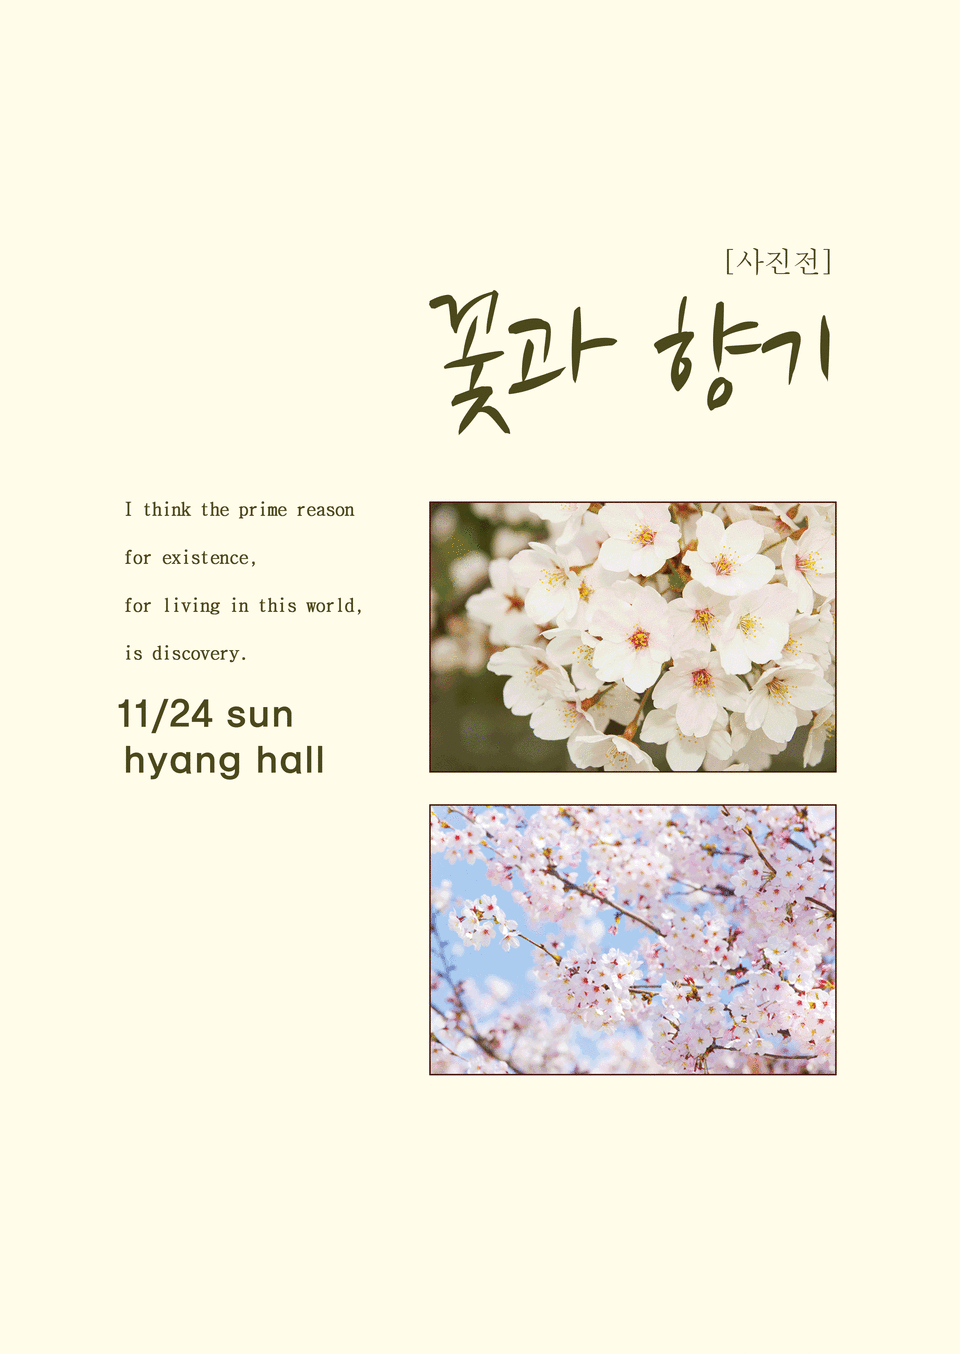 [사진전]
꽃과 향기
I think the prime reason
for existence,
for living in this world,
is discovery.
11/24 sun
hyang hall